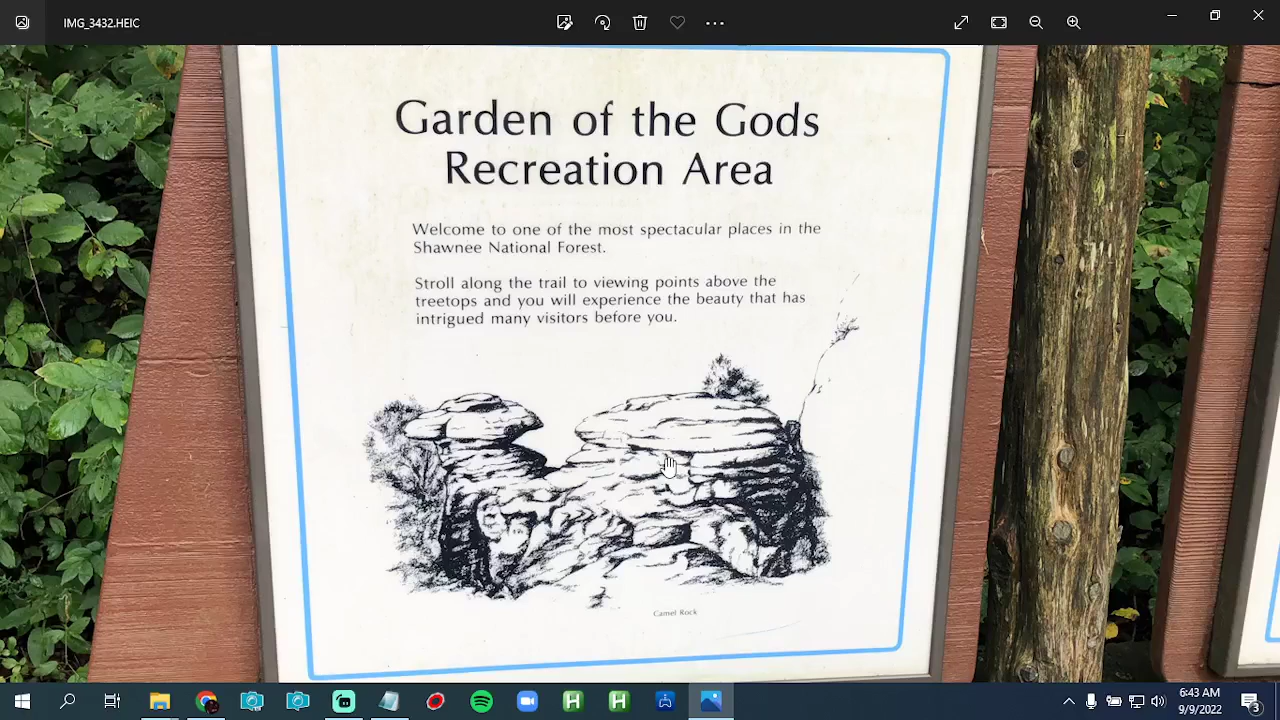 IMG_3432.HEIC
Garden of the Gods
Recreation Area
Welcome to one of the most spectacular places in the
Shawnee National Forest.
Stroll along the trail to viewing points above the
treetops and you will experience the beauty that has
intrigued many visitors before you.
Camel Rock
6:43 AM
9/9/2022
3